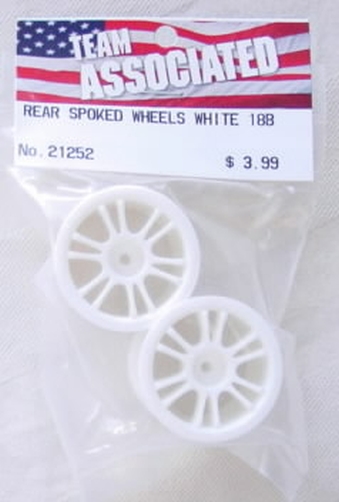 TEAM
ASSOCIATED
REAR SPOKED WHEELS WHITE 18B
No. 21252
$ 3.99